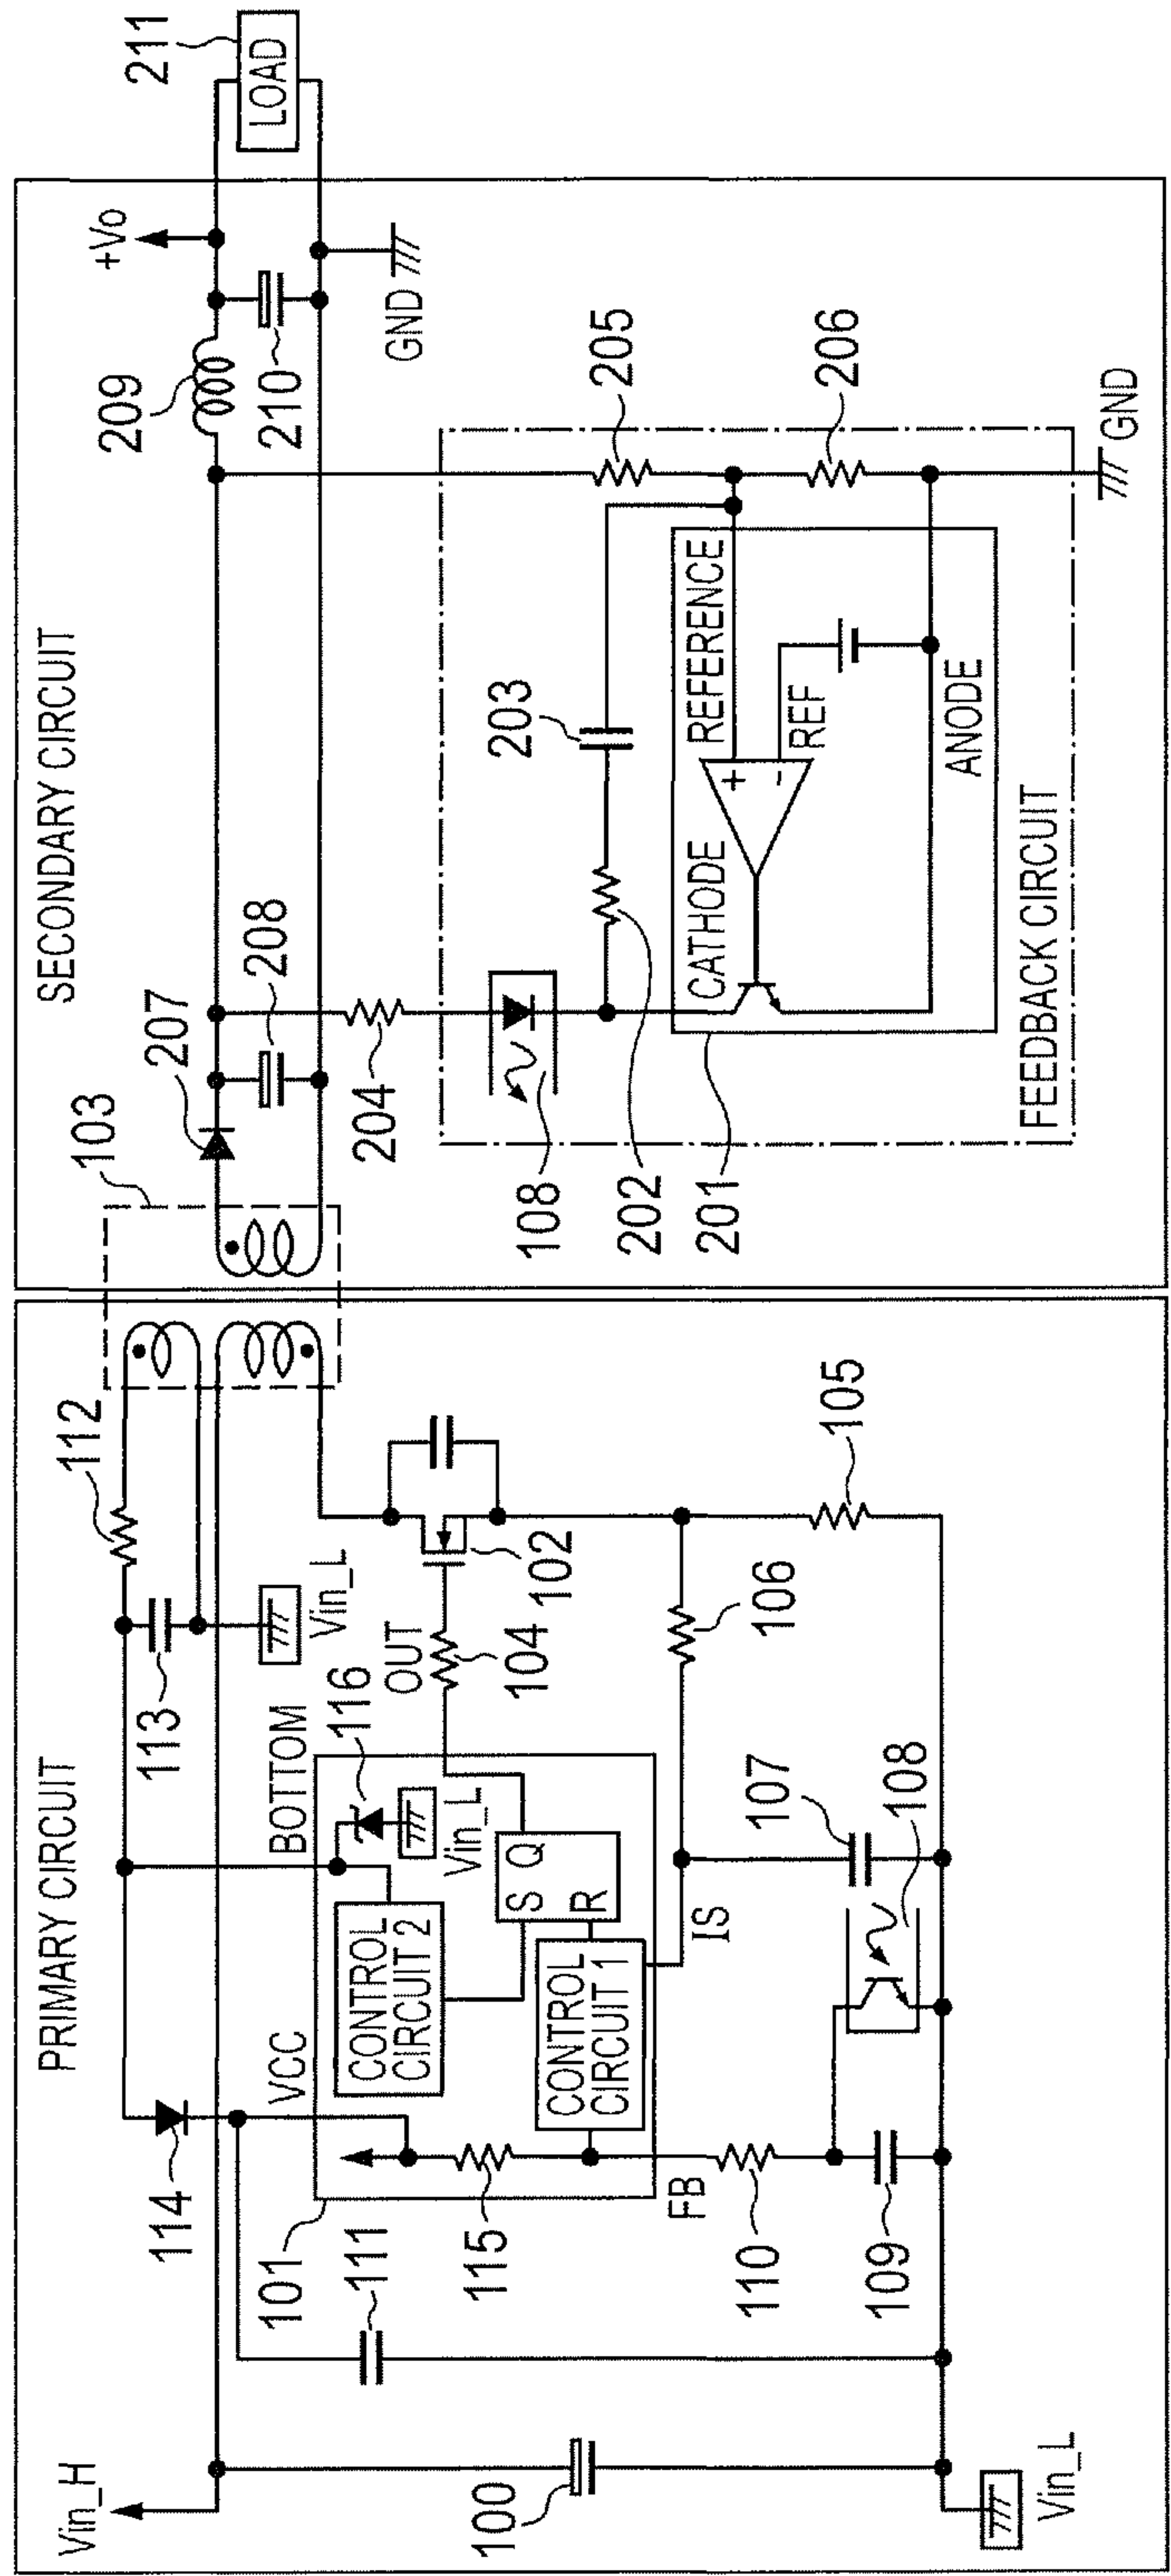 PRIMARY CIRCUIT
SECONDARY CIRCUIT
Vin_H
114
113
112
103
207
208
209
+Vo
210
GND
211
LOAD
Vin_L
101
111
VCC
BOTTOM
116
Vin_L
CONTROL
CIRCUIT 2
S Q
R
CONTROL
CIRCUIT 1
OUT
104
102
115
FB
IS
106
110
105
107
108
109
100
Vin_L
204
108
202
203
205
206
201
CATHODE
REFERENCE
+
-
REF
ANODE
FEEDBACK CIRCUIT
GND